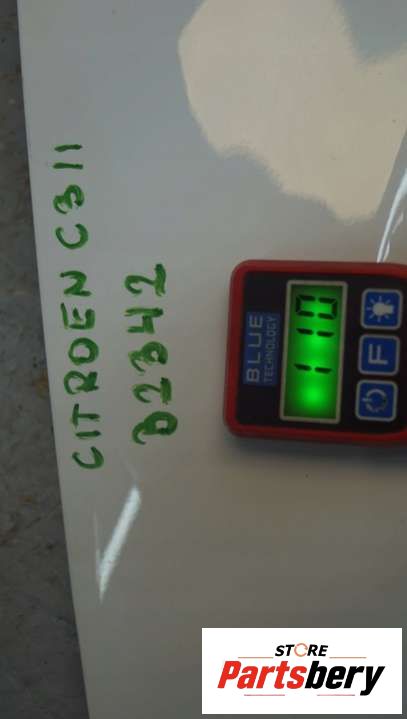 CITROEN C3 II
B2342
BLUE
TECHNOLOGY
110
F
STORE
Partsbery